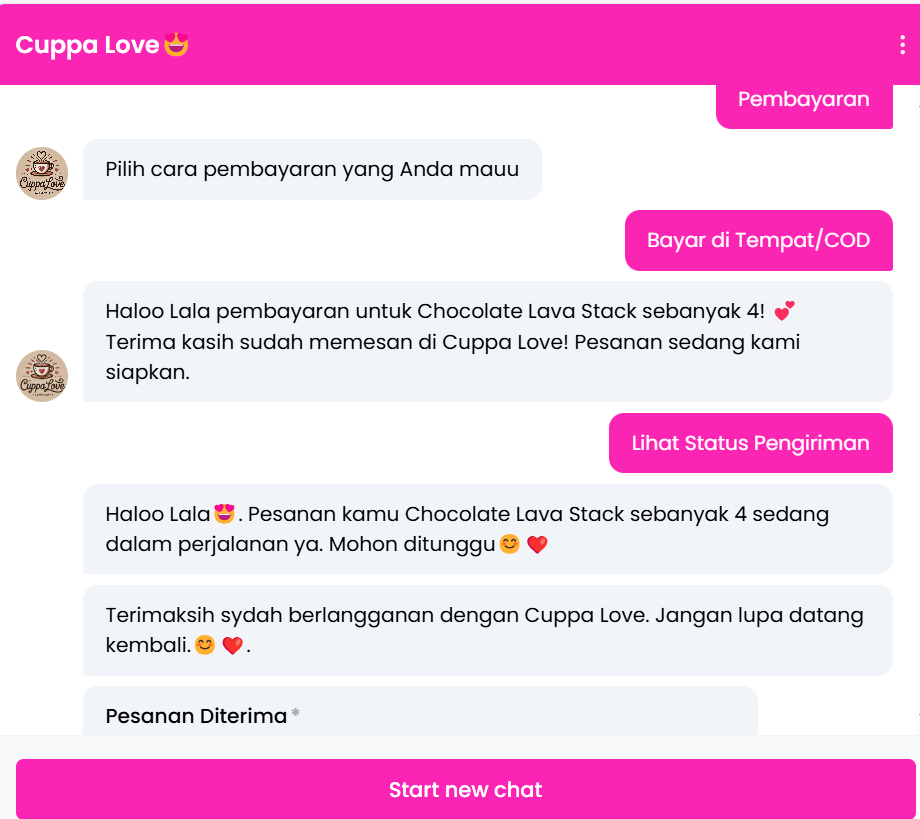 Cuppa Love😍
Pembayaran
Pilih cara pembayaran yang Anda mauu
CuppaLove
Bayar di Tempat/COD
Haloo Lala pembayaran untuk Chocolate Lava Stack sebanyak 4! 💕
Terima kasih sudah memesan di Cuppa Love! Pesanan sedang kami
siapkan.
CuppaLove
Lihat Status Pengiriman
Haloo Lala😍. Pesanan kamu Chocolate Lava Stack sebanyak 4 sedang
dalam perjalanan ya. Mohon ditunggu😊 ❤️
Terimaksih sydah berlangganan dengan Cuppa Love. Jangan lupa datang
kembali.😊 ❤️.
Pesanan Diterima *
Start new chat